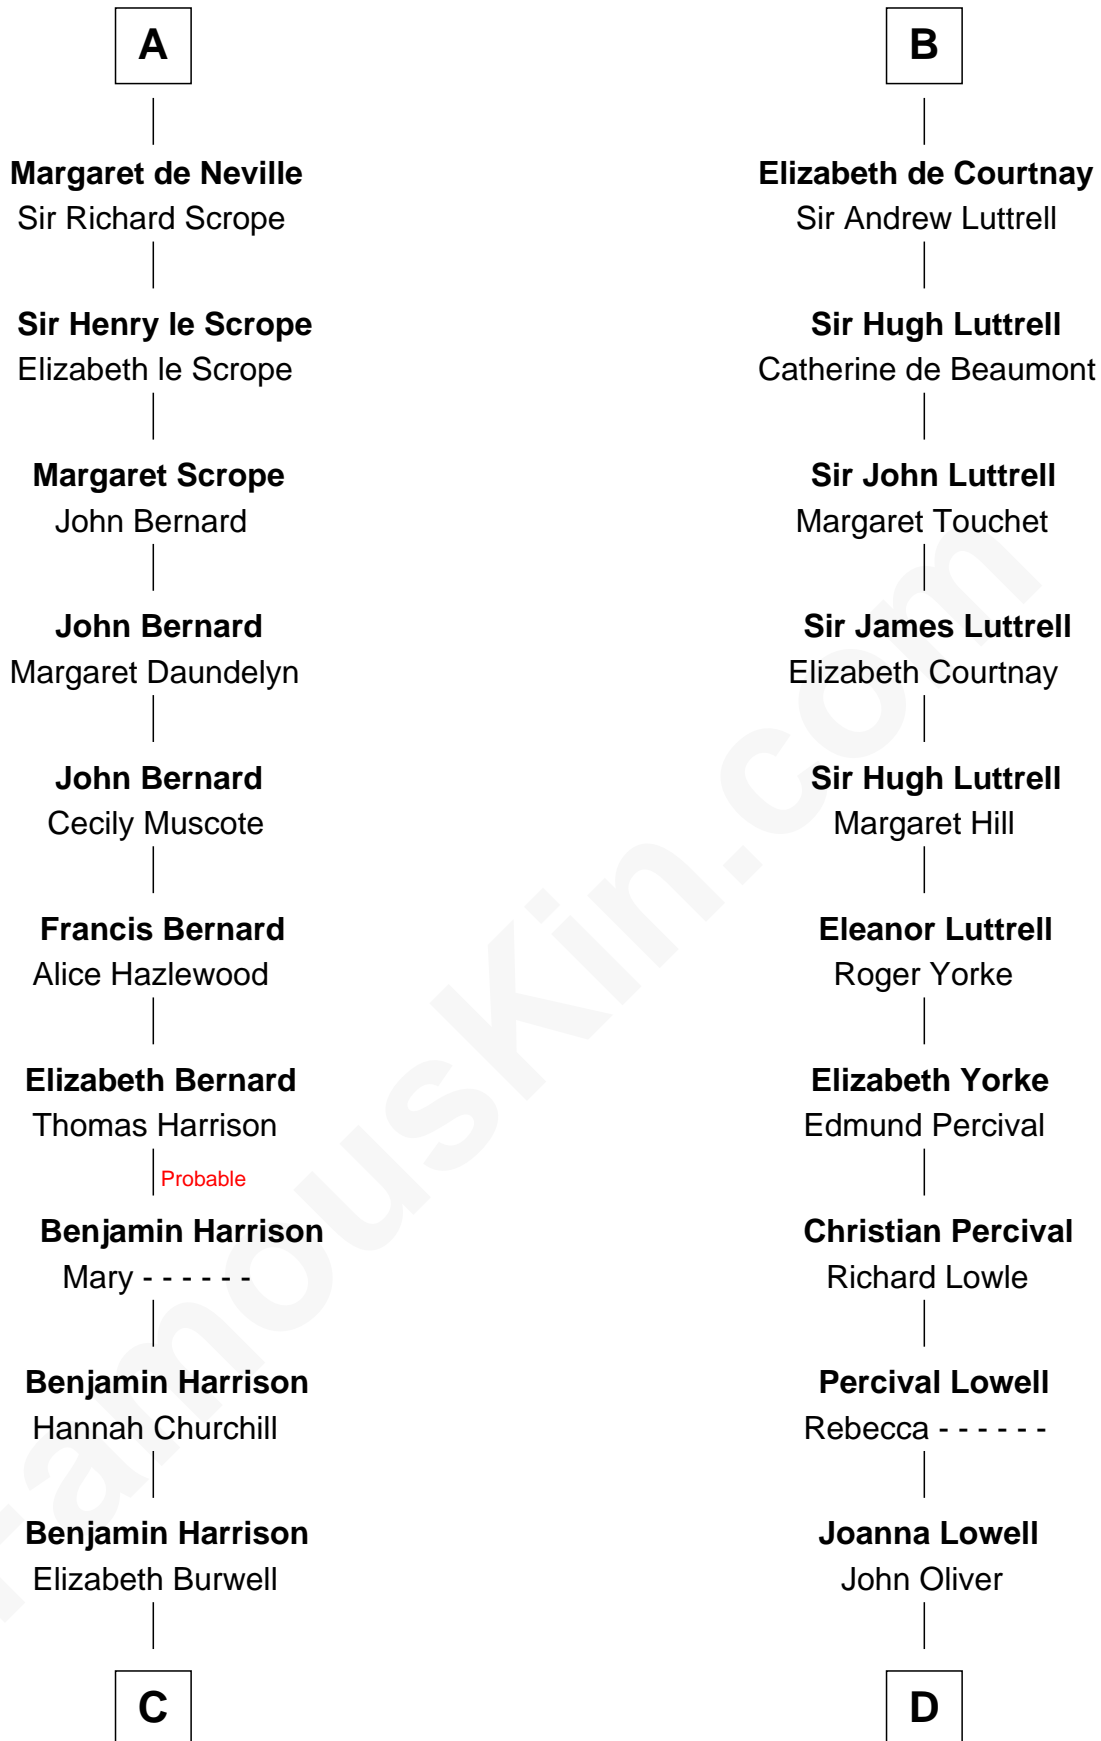 A
Margaret de Neville
Sir Richard Scrope
Sir Henry le Scrope
Elizabeth le Scrope
Margaret Scrope
John Bernard
John Bernard
Margaret Daundelyn
John Bernard
Cecily Muscote
Francis Bernard
Alice Hazlewood
Elizabeth Bernard
Thomas Harrison
Probable
Benjamin Harrison
Mary - - - - - -
Benjamin Harrison
Hannah Churchill
Benjamin Harrison
Elizabeth Burwell
C
B
Elizabeth de Courtnay
Sir Andrew Luttrell
Sir Hugh Luttrell
Catherine de Beaumont
Sir John Luttrell
Margaret Touchet
Sir James Luttrell
Elizabeth Courtnay
Sir Hugh Luttrell
Margaret Hill
Eleanor Luttrell
Roger Yorke
Elizabeth Yorke
Edmund Percival
Christian Percival
Richard Lowle
Percival Lowell
Rebecca - - - - - -
Joanna Lowell
John Oliver
D
FamousKin.com